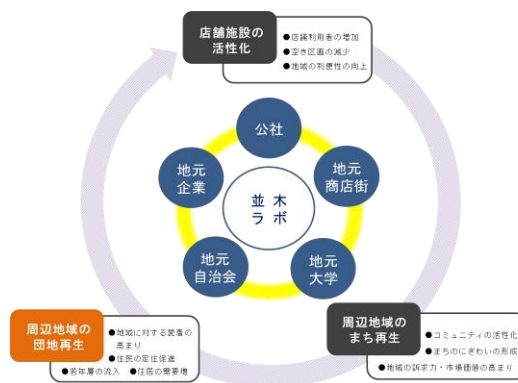 店舗施設の
活性化
●店舗利用者の増加
●空き区画の減少
●地域の利便性の向上
公社
地元
企業
地元
商店街
並木
ラボ
地元
自治会
地元
大学
周辺地域の
団地再生
●地域に対する愛着の
高まり
●住民の定住促進
●若年層の流入 ●住居の需要増
周辺地域の
まち再生
●コミュニティの活性化
●まちのにぎわいの形成
●地域の訴求力・市場価値の高まり